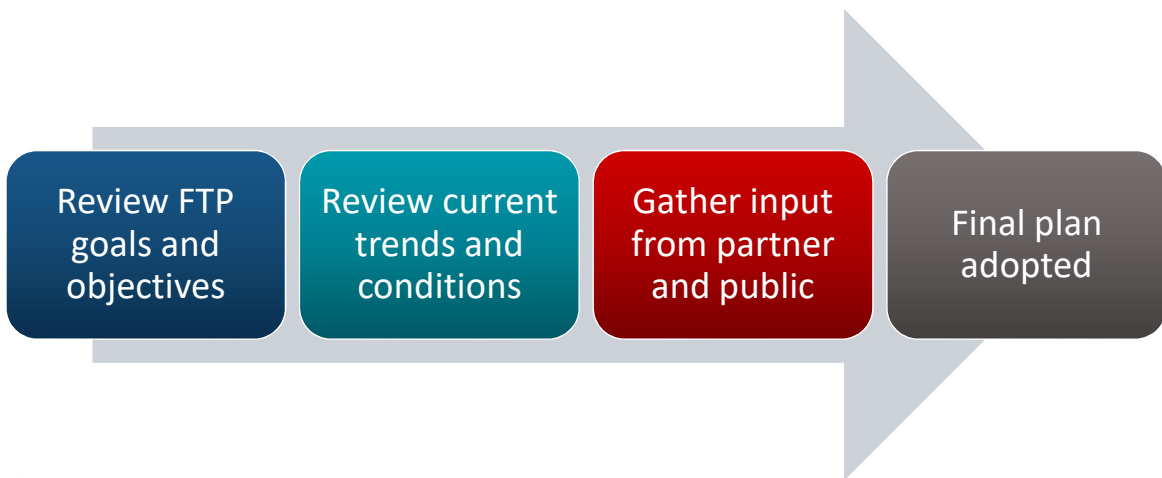 Review FTP
goals and
objectives
Review current
trends and
conditions
Gather input
from partner
and public
Final plan
adopted